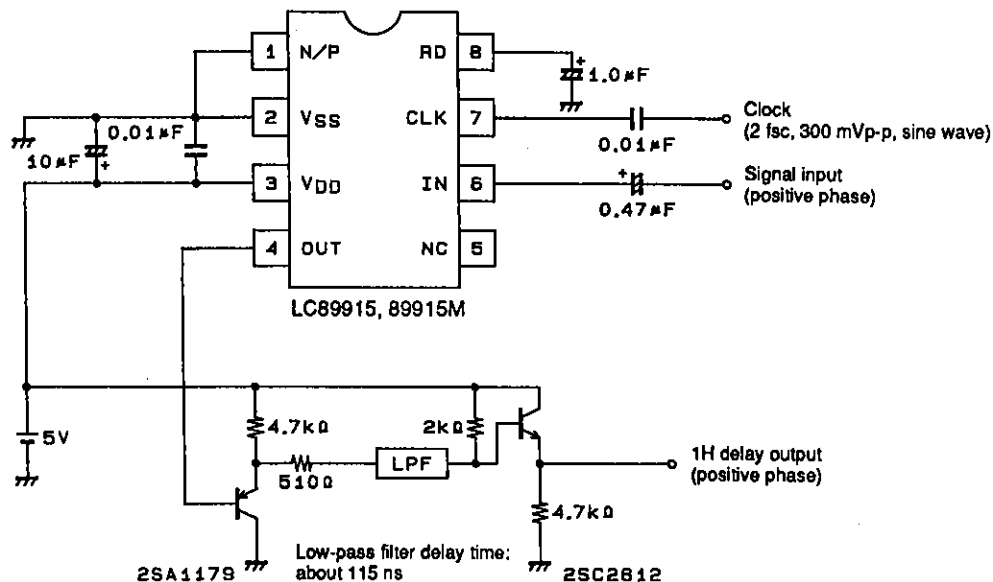 1 N/P
RD 8
1.0μF
2 VSS
CLK 7
0.01μF
Clock
(2 fsc, 300 mVp-p, sine wave)
0.01μF
10μF
3 VDD
IN 6
0.47μF
Signal input
(positive phase)
4 OUT
NC 5
LC89915, 89915M
5V
4.7kΩ
2kΩ
510Ω
LPF
1H delay output
(positive phase)
4.7kΩ
2SA1179
Low-pass filter delay time:
about 115 ns
2SC2812